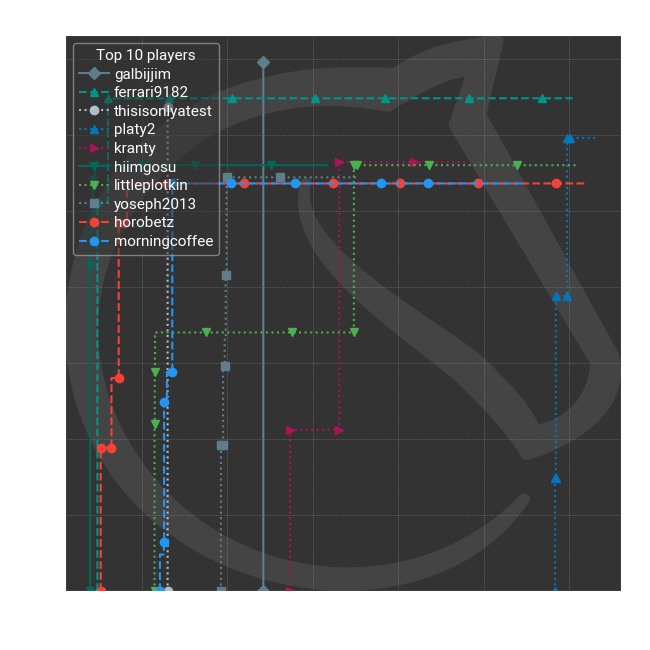 Top 10 players
galbijjim
ferrari9182
thisisonlyatest
platy2
kranty
hiimgosu
littleplotkin
yoseph2013
horobetz
morningcoffee